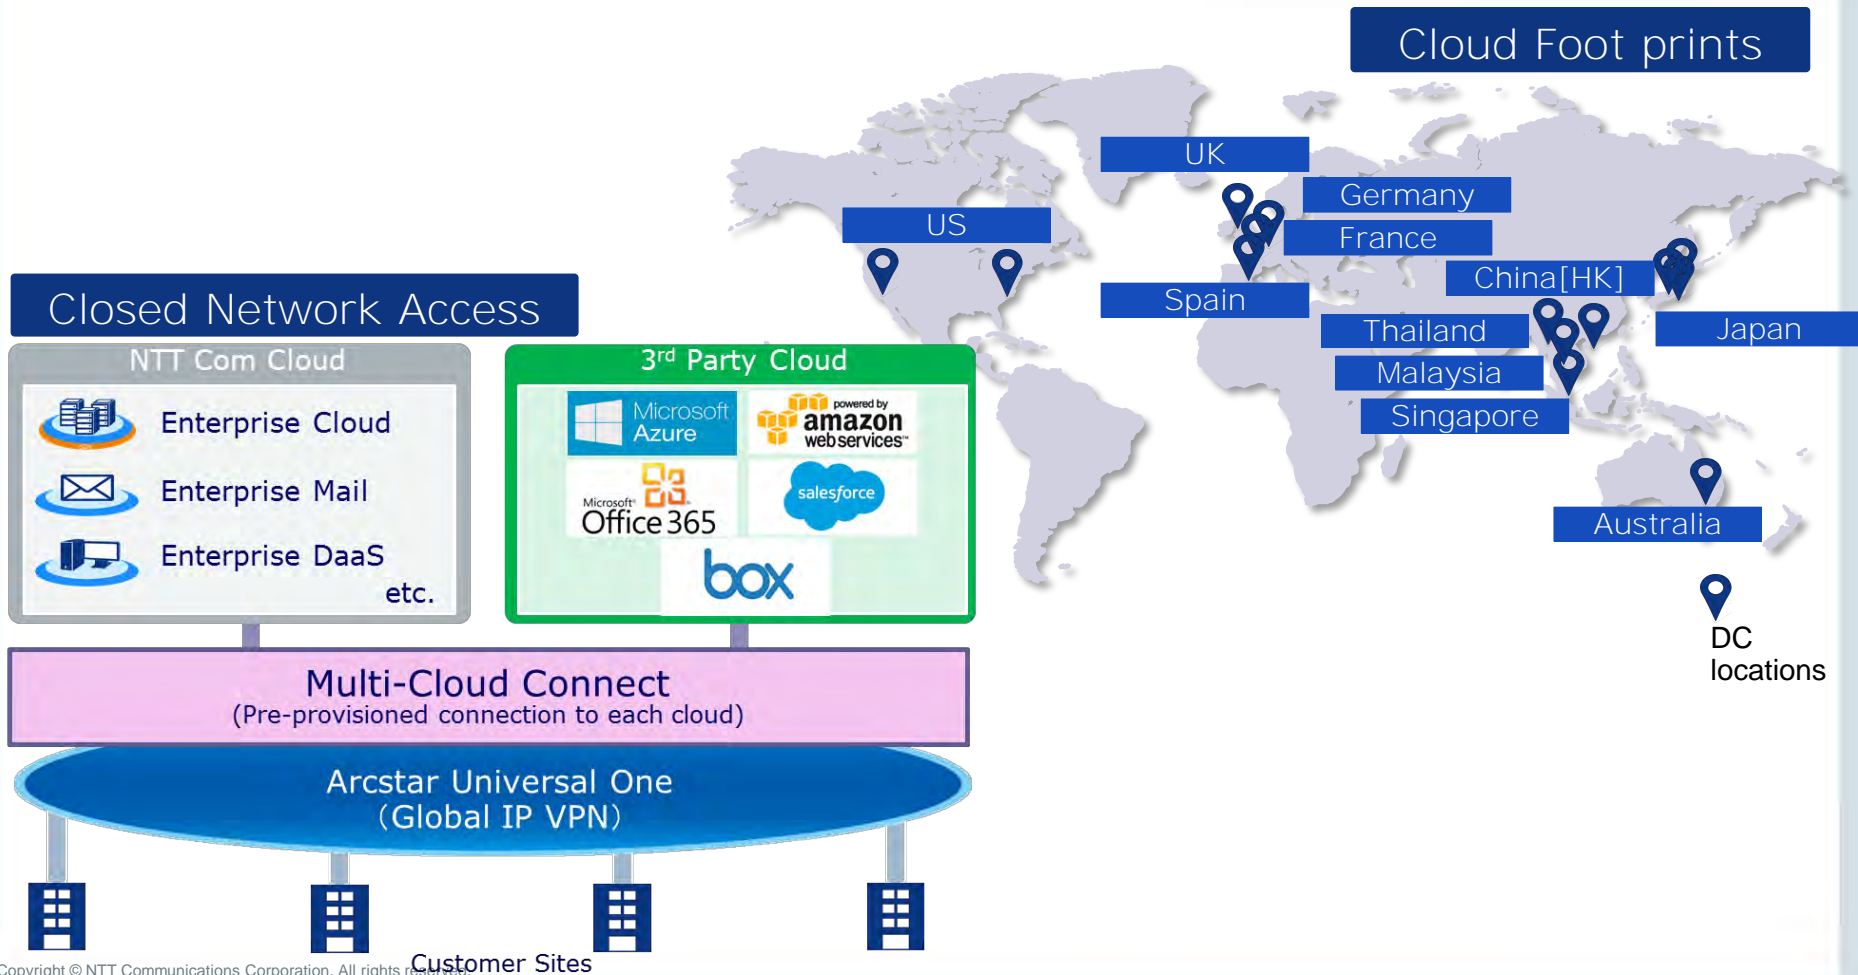 Cloud Foot prints
UK
Germany
US
France
China[HK]
Spain
Thailand
Japan
Malaysia
Singapore
Australia
DC
locations
Closed Network Access
NTT Com Cloud
Enterprise Cloud
Enterprise Mail
Enterprise DaaS
etc.
3rd Party Cloud
Microsoft
Azure
powered by
amazon
webservices™
Microsoft®
Office 365
salesforce
box
Multi-Cloud Connect
(Pre-provisioned connection to each cloud)
Arcstar Universal One
(Global IP VPN)
Customer Sites
Copyright © NTT Communications Corporation. All rights reserved.